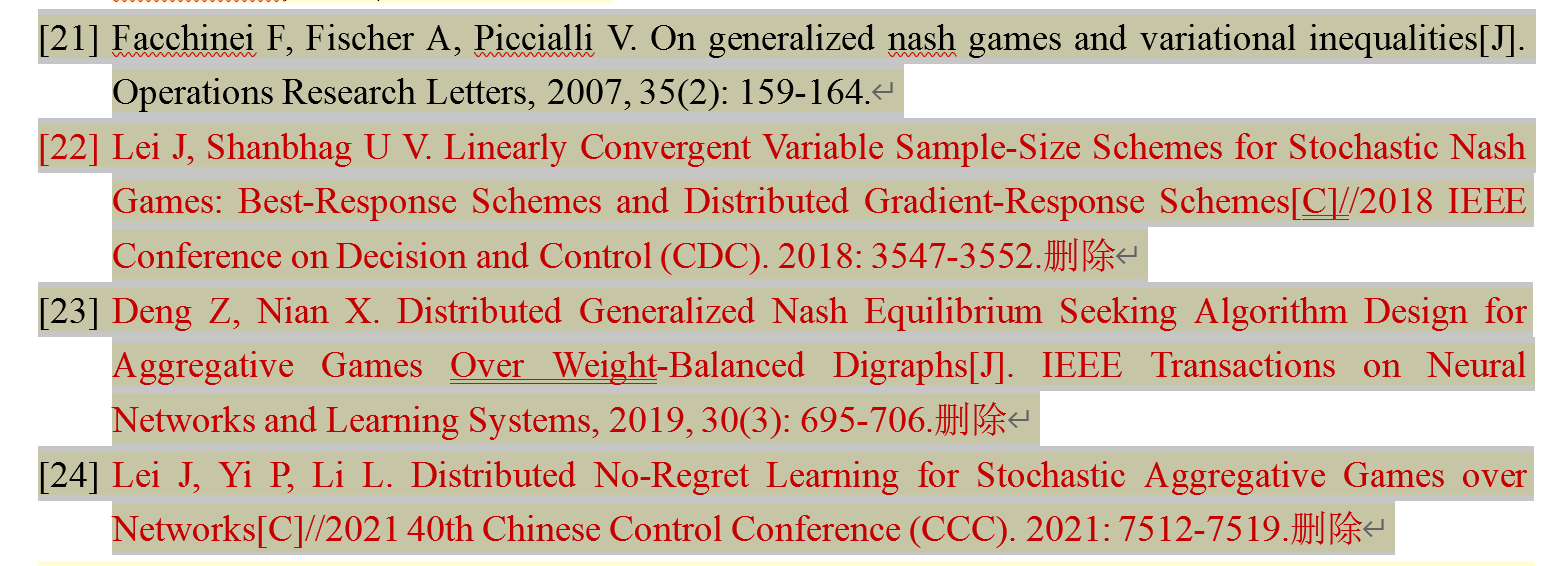 [21] Facchinei F, Fischer A, Piccialli V. On generalized nash games and variational inequalities[J].
Operations Research Letters, 2007, 35(2): 159-164.↵
[22] Lei J, Shanbhag U V. Linearly Convergent Variable Sample-Size Schemes for Stochastic Nash
Games: Best-Response Schemes and Distributed Gradient-Response Schemes[C]//2018 IEEE
Conference on Decision and Control (CDC). 2018: 3547-3552.删除↵
[23] Deng Z, Nian X. Distributed Generalized Nash Equilibrium Seeking Algorithm Design for
Aggregative Games Over Weight-Balanced Digraphs[J]. IEEE Transactions on Neural
Networks and Learning Systems, 2019, 30(3): 695-706.删除↵
[24] Lei J, Yi P, Li L. Distributed No-Regret Learning for Stochastic Aggregative Games over
Networks[C]//2021 40th Chinese Control Conference (CCC). 2021: 7512-7519.删除↵